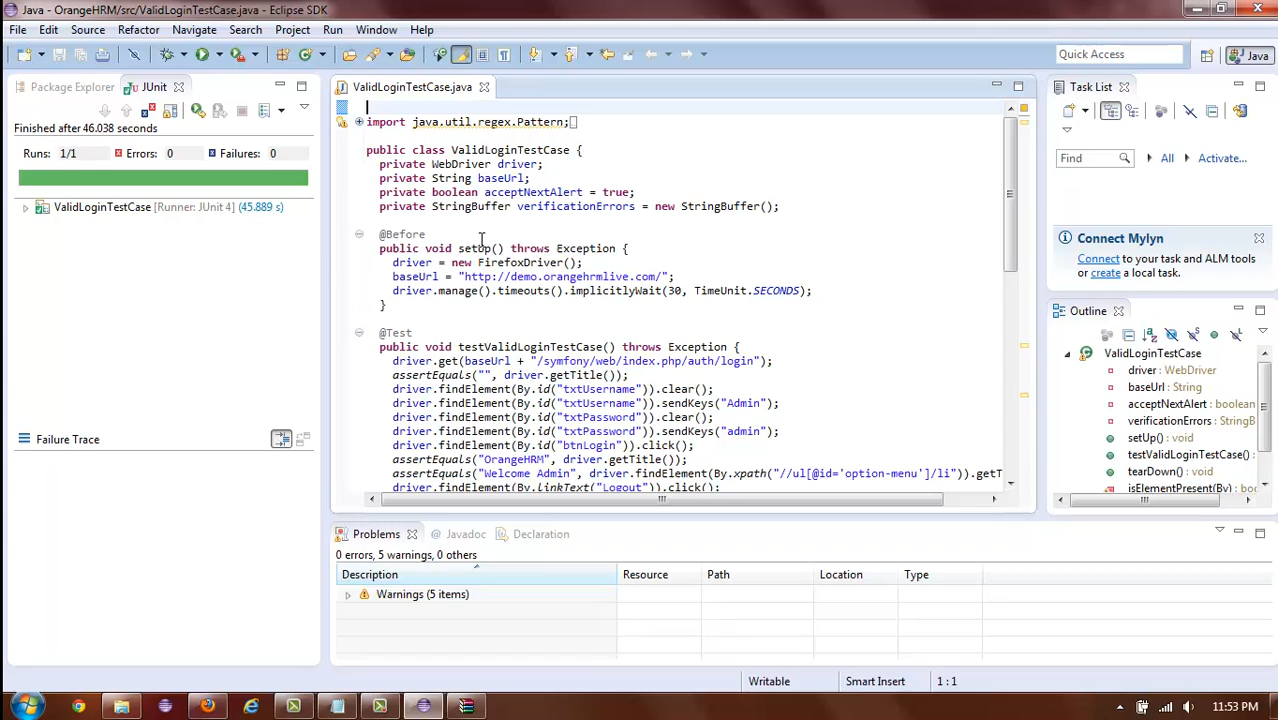 Java - OrangeHRM/src/ValidLoginTestCase.java - Eclipse SDK
File Edit Source Refactor Navigate Search Project Run Window Help
Quick Access
Java
Package Explorer
JUnit
Finished after 46.038 seconds
Runs: 1/1 Errors: 0 Failures: 0
ValidLoginTestCase [Runner: JUnit 4] (45.889 s)
Failure Trace
ValidLoginTestCase.java
import java.util.regex.Pattern;
public class ValidLoginTestCase {
private WebDriver driver;
private String baseUrl;
private boolean acceptNextAlert = true;
private StringBuffer verificationErrors = new StringBuffer();
@Before
public void setUp() throws Exception {
driver = new FirefoxDriver();
baseUrl = "http://demo.orangehrmlive.com/";
driver.manage().timeouts().implicitlyWait(30, TimeUnit.SECONDS);
}
@Test
public void testValidLoginTestCase() throws Exception {
driver.get(baseUrl + "/symfony/web/index.php/auth/login");
assertEquals("", driver.getTitle());
driver.findElement(By.id("txtUsername")).clear();
driver.findElement(By.id("txtUsername")).sendKeys("Admin");
driver.findElement(By.id("txtPassword")).clear();
driver.findElement(By.id("txtPassword")).sendKeys("admin");
driver.findElement(By.id("btnLogin")).click();
assertEquals("OrangeHRM", driver.getTitle());
assertEquals("Welcome Admin", driver.findElement(By.xpath("//ul[@id='option-menu']/li")).getT
driver.findElement(By.linkText("Logout")).click();
Task List
Find All Activate...
Connect Mylyn
Connect to your task and ALM tools
or create a local task.
Outline
ValidLoginTestCase
driver : WebDriver
baseUrl : String
acceptNextAlert : boolean
verificationErrors : StringB
setUp() : void
testValidLoginTestCase()
tearDown() : void
isElementPresent(By) : boo
Problems @ Javadoc Declaration
0 errors, 5 warnings, 0 others
Description Resource Path Location Type
Warnings (5 items)
Writable Smart Insert 1 : 1
11:53 PM